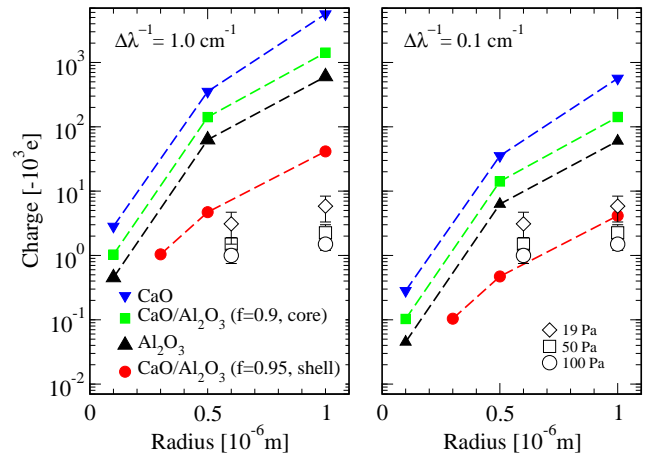 Δλ⁻¹ = 1.0 cm⁻¹
Δλ⁻¹ = 0.1 cm⁻¹
10³
10²
10¹
10⁰
10⁻¹
10⁻²
Charge [-10³e]
CaO
CaO/Al₂O₃ (f=0.9, core)
Al₂O₃
CaO/Al₂O₃ (f=0.95, shell)
19 Pa
50 Pa
100 Pa
0 0.5 1
0 0.5 1
Radius [10⁻⁶m]
Radius [10⁻⁶m]